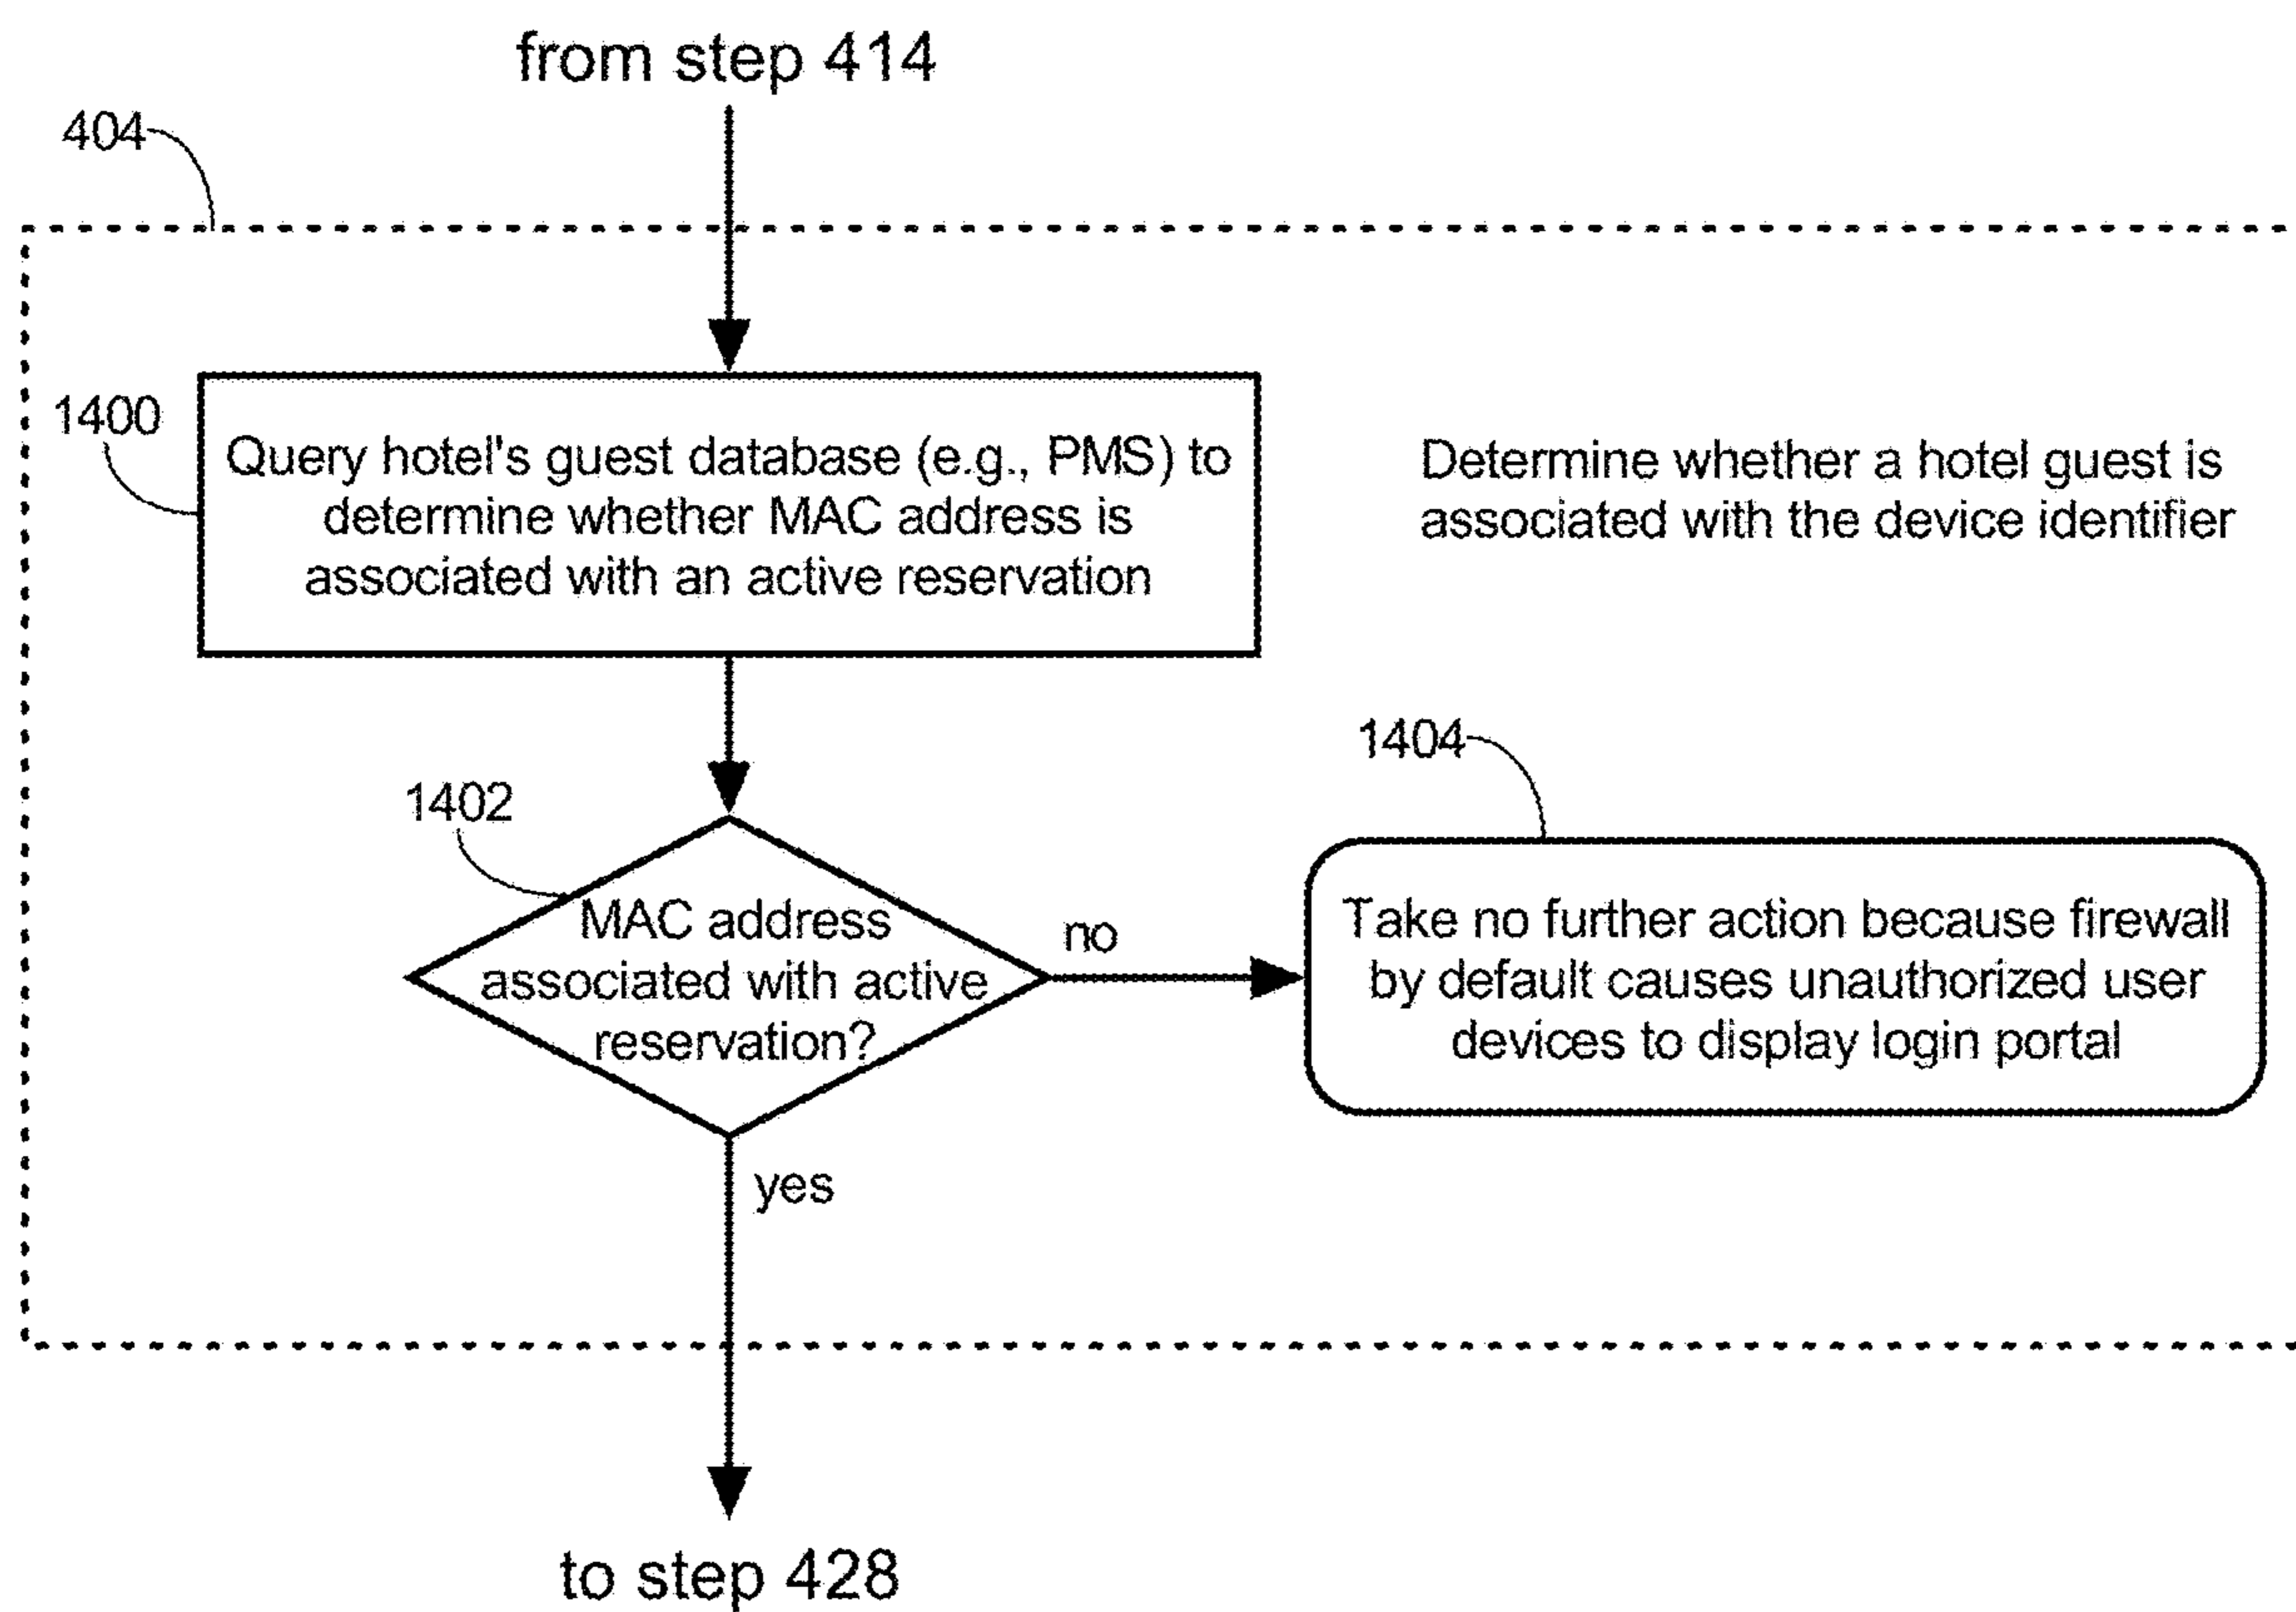 from step 414
404
1400
Query hotel's guest database (e.g., PMS) to
determine whether MAC address is
associated with an active reservation
Determine whether a hotel guest is
associated with the device identifier
1402
MAC address
associated with active
reservation?
no
1404
Take no further action because firewall
by default causes unauthorized user
devices to display login portal
yes
to step 428